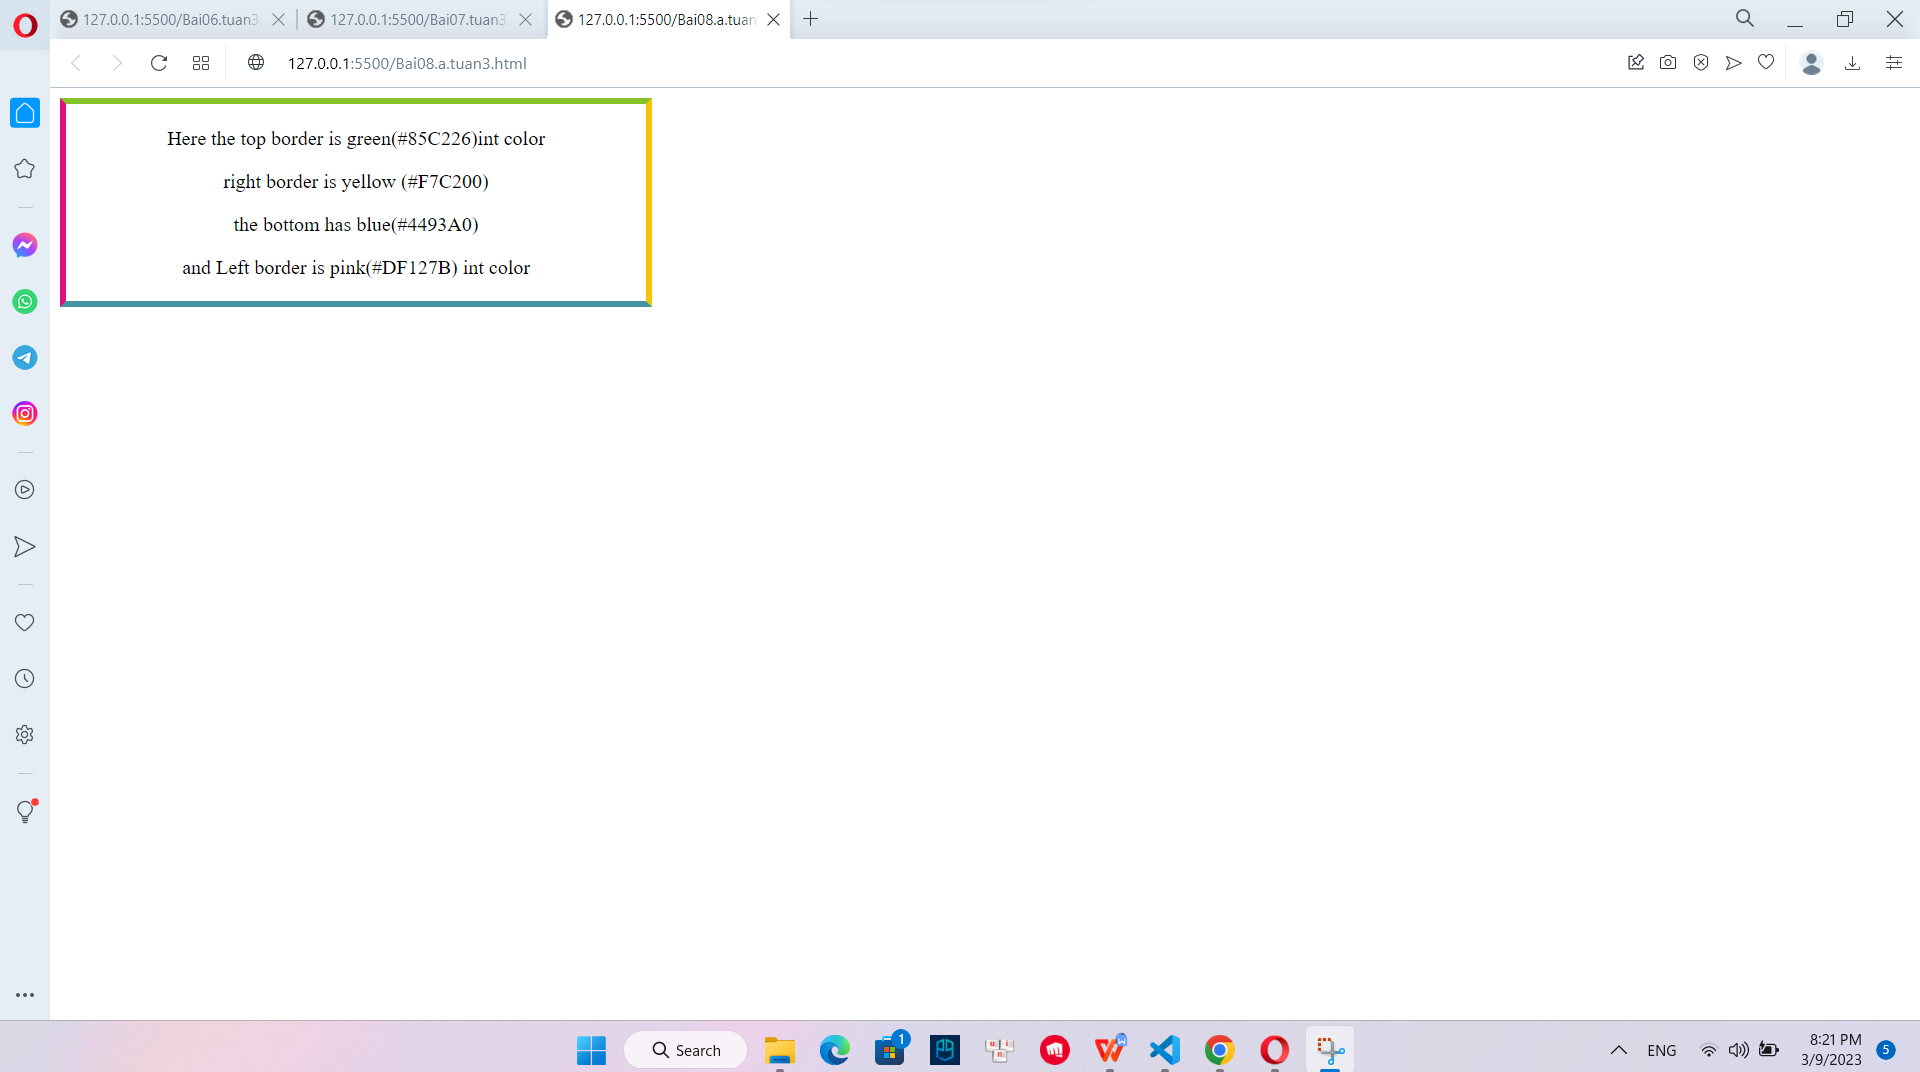 127.0.0.1:5500/Bai06.tuan3.
127.0.0.1:5500/Bai07.tuan3.
127.0.0.1:5500/Bai08.a.tuan
127.0.0.1:5500/Bai08.a.tuan3.html
Here the top border is green(#85C226)int color
right border is yellow (#F7C200)
the bottom has blue(#4493A0)
and Left border is pink(#DF127B) int color
Search
1
ENG
8:21 PM
3/9/2023
5